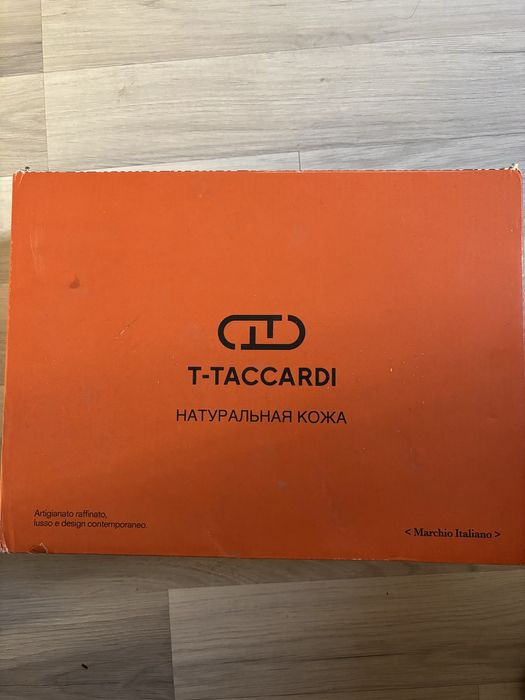 T-TACCARDI
НАТУРАЛЬНАЯ КОЖА
Artigianato raffinato,
lusso e design contemporaneo.
< Marchio Italiano >